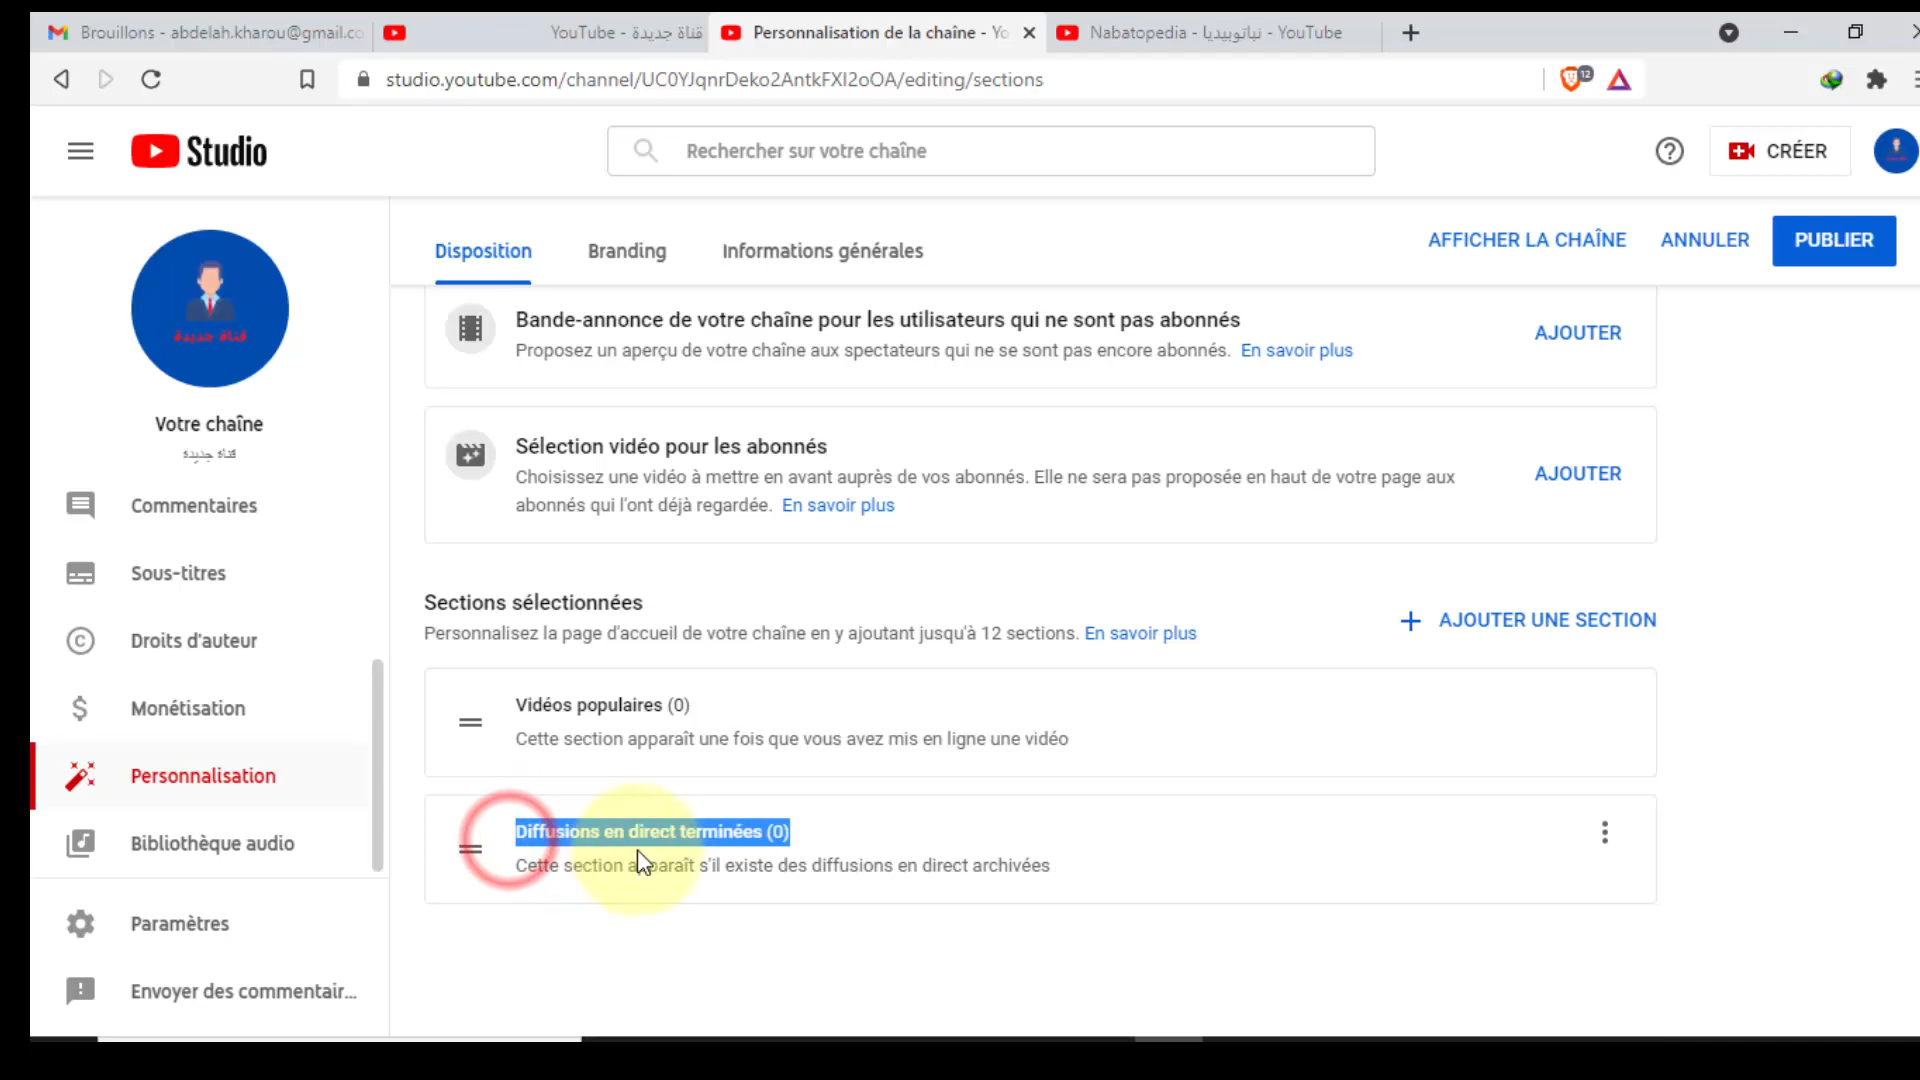 Brouillons - abdelah.kharou@gmail.co
قناة جديدة - YouTube
Personnalisation de la chaîne - Yo
Nabatopedia - نباتوبيديا - YouTube
studio.youtube.com/channel/UC0YJqnrDeko2AntkFXI2oOA/editing/sections
12
Studio
Rechercher sur votre chaîne
CRÉER
Disposition
Branding
Informations générales
AFFICHER LA CHAÎNE
ANNULER
PUBLIER
قناة جديدة
Votre chaîne
قناة جديدة
Commentaires
Sous-titres
Droits d'auteur
Monétisation
Personnalisation
Bibliothèque audio
Paramètres
Envoyer des commentair...
Bande-annonce de votre chaîne pour les utilisateurs qui ne sont pas abonnés
Proposez un aperçu de votre chaîne aux spectateurs qui ne se sont pas encore abonnés. En savoir plus
AJOUTER
Sélection vidéo pour les abonnés
Choisissez une vidéo à mettre en avant auprès de vos abonnés. Elle ne sera pas proposée en haut de votre page aux
abonnés qui l'ont déjà regardée. En savoir plus
AJOUTER
Sections sélectionnées
Personnalisez la page d'accueil de votre chaîne en y ajoutant jusqu'à 12 sections. En savoir plus
AJOUTER UNE SECTION
Vidéos populaires (0)
Cette section apparaît une fois que vous avez mis en ligne une vidéo
Diffusions en direct terminées (0)
Cette section apparaît s'il existe des diffusions en direct archivées